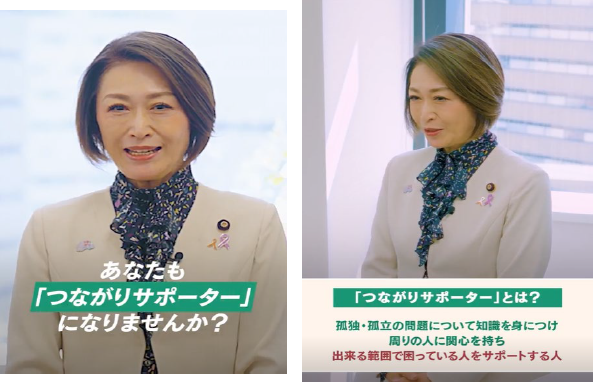 あなたも
「つながりサポーター」
になりませんか?
「つながりサポーター」とは?
孤独・孤立の問題について知識を身につけ
周りの人に関心を持ち
出来る範囲で困っている人をサポートする人